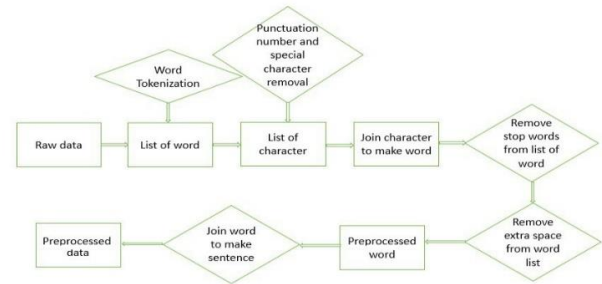 Punctuation
number and
special
character
removal
Word
Tokenization
Raw data
List of word
List of
character
Join character
to make word
Remove
stop words
from list of
word
Remove
extra space
from word
list
Preprocessed
word
Join word
to make
sentence
Preprocessed
data